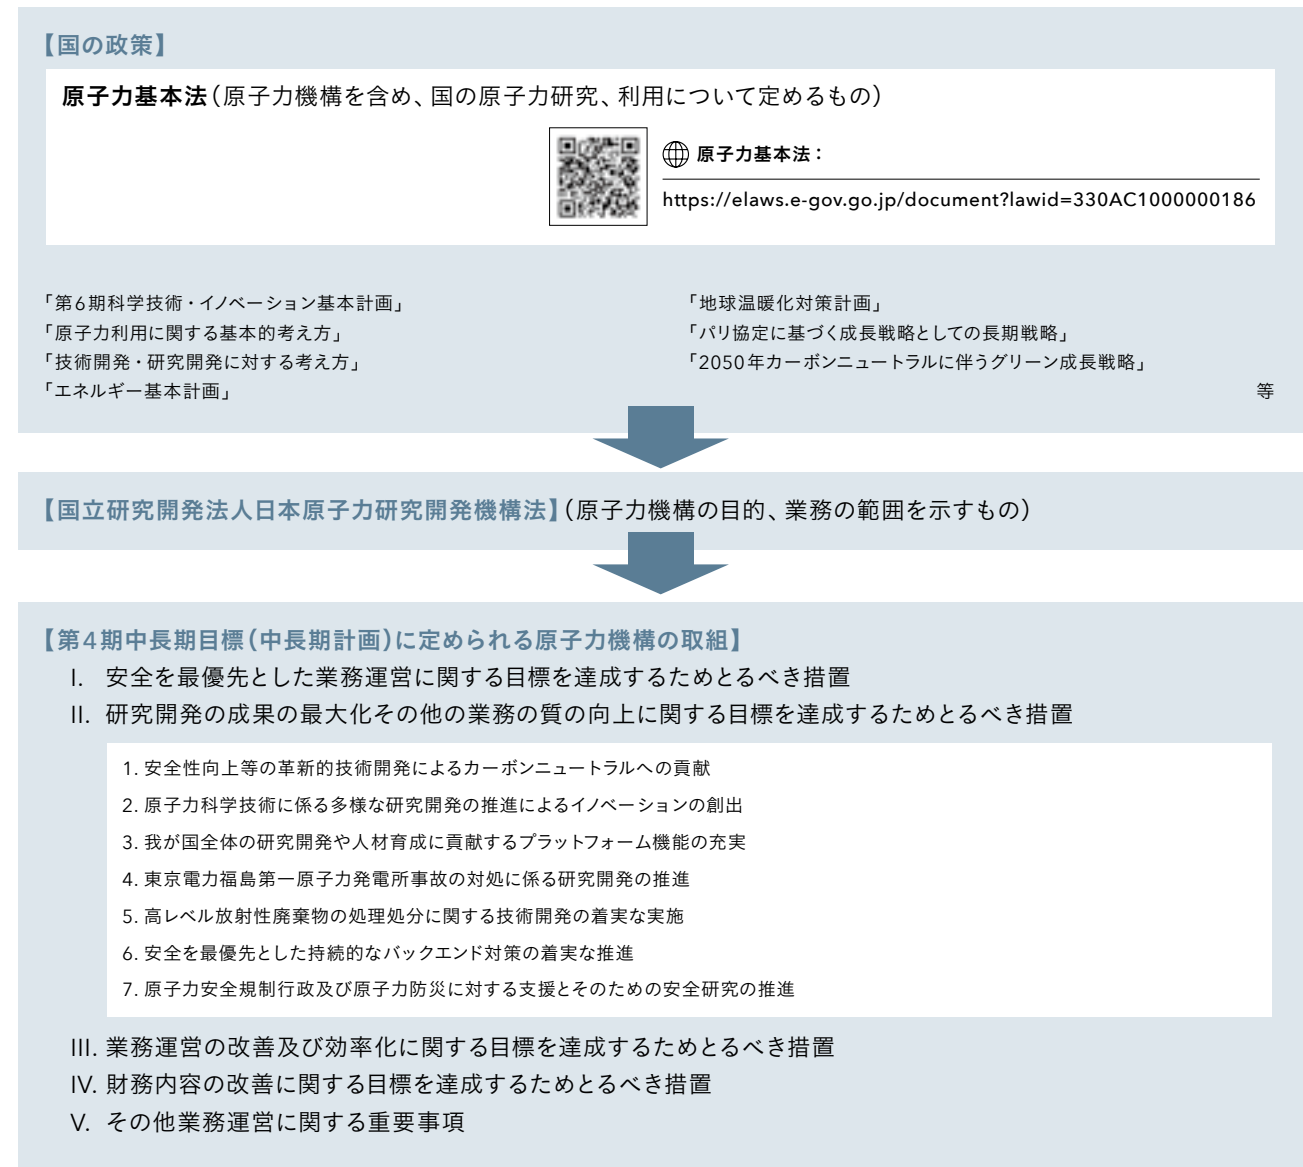 【国の政策】
原子力基本法（原子力機構を含め、国の原子力研究、利用について定めるもの）
原子力基本法：
https://elaws.e-gov.go.jp/document?lawid=330AC1000000186
「第6期科学技術・イノベーション基本計画」
「原子力利用に関する基本的考え方」
「技術開発・研究開発に対する考え方」
「エネルギー基本計画」
「地球温暖化対策計画」
「パリ協定に基づく成長戦略としての長期戦略」
「2050年カーボンニュートラルに伴うグリーン成長戦略」
等
【国立研究開発法人日本原子力研究開発機構法】（原子力機構の目的、業務の範囲を示すもの）
【第4期中長期目標（中長期計画）に定められる原子力機構の取組】
I. 安全を最優先とした業務運営に関する目標を達成するためとるべき措置
II. 研究開発の成果の最大化その他の業務の質の向上に関する目標を達成するためとるべき措置
1. 安全性向上等の革新的技術開発によるカーボンニュートラルへの貢献
2. 原子力科学技術に係る多様な研究開発の推進によるイノベーションの創出
3. 我が国全体の研究開発や人材育成に貢献するプラットフォーム機能の充実
4. 東京電力福島第一原子力発電所事故の対処に係る研究開発の推進
5. 高レベル放射性廃棄物の処理処分に関する技術開発の着実な実施
6. 安全を最優先とした持続的なバックエンド対策の着実な推進
7. 原子力安全規制行政及び原子力防災に対する支援とそのための安全研究の推進
III. 業務運営の改善及び効率化に関する目標を達成するためとるべき措置
IV. 財務内容の改善に関する目標を達成するためとるべき措置
V. その他業務運営に関する重要事項